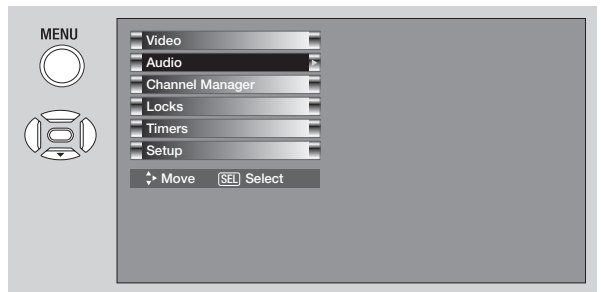 MENU
Video
Audio
Channel Manager
Locks
Timers
Setup
Move SEL Select